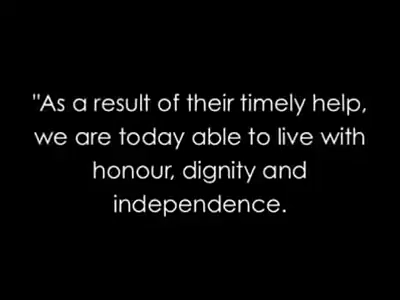 "As a result of their timely help,
we are today able to live with
honour, dignity and
independence.